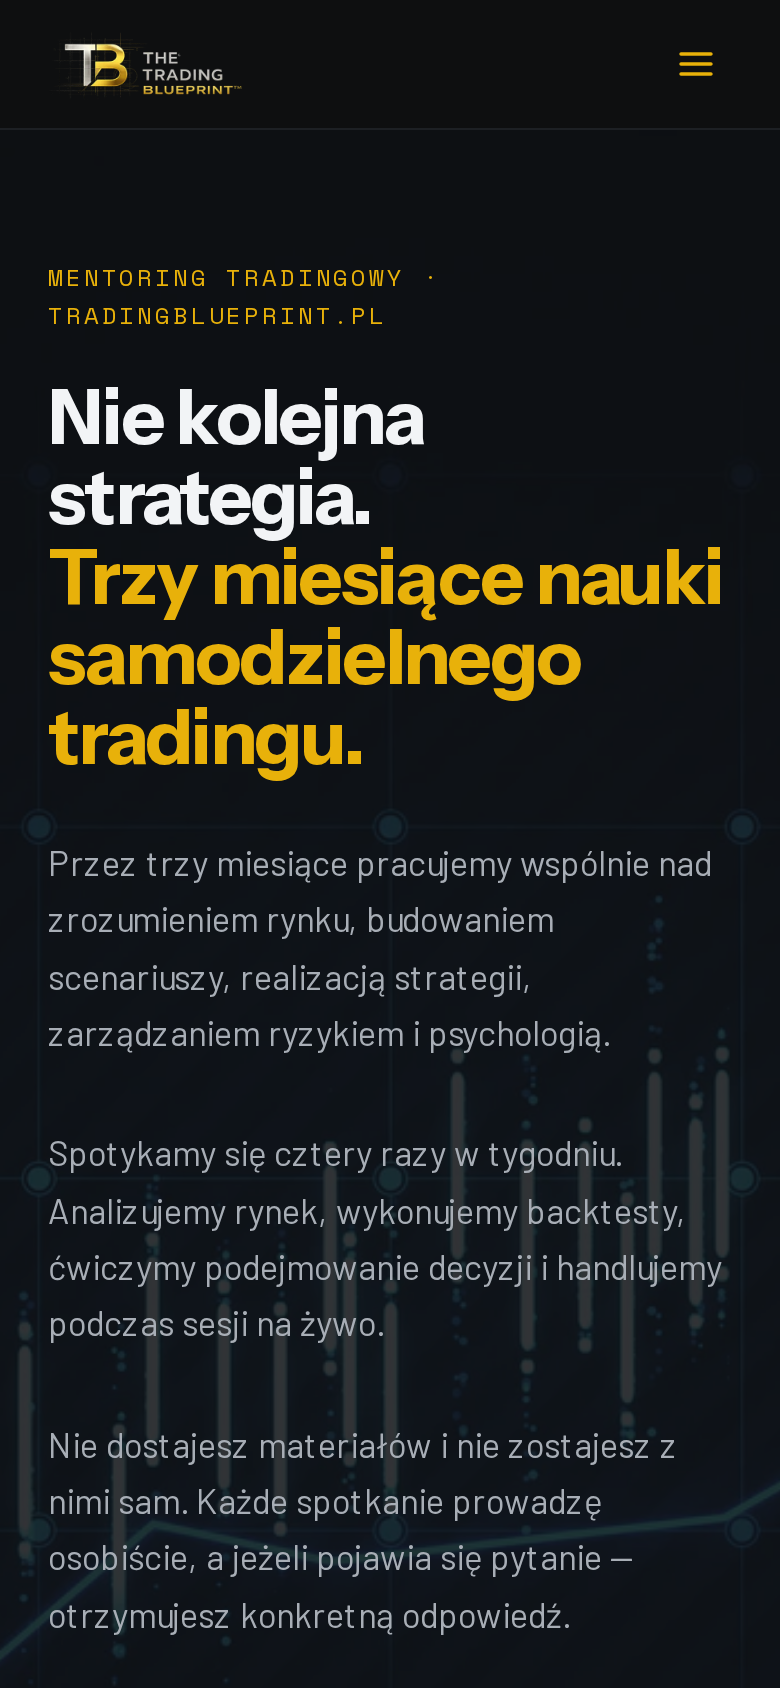 TB THE
TRADING
BLUEPRINT™
MENTORING TRADINGOWY ·
TRADINGBLUEPRINT.PL
Nie kolejna
strategia.
Trzy miesiące nauki
samodzielnego
tradingu.
Przez trzy miesiące pracujemy wspólnie nad
zrozumieniem rynku, budowaniem
scenariuszy, realizacją strategii,
zarządzaniem ryzykiem i psychologią.
Spotykamy się cztery razy w tygodniu.
Analizujemy rynek, wykonujemy backtesty,
ćwiczymy podejmowanie decyzji i handlujemy
podczas sesji na żywo.
Nie dostajesz materiałów i nie zostajesz z
nimi sam. Każde spotkanie prowadzę
osobiście, a jeżeli pojawia się pytanie —
otrzymujesz konkretną odpowiedź.